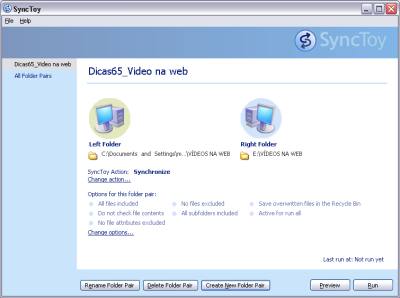 SyncToy
File Help
SyncToy
Dicas65_Video na web
All Folder Pairs
Dicas65_Video na web
Left Folder
Right Folder
C:\Documents and Settings\m...\VÍDEOS NA WEB
E:\VÍDEOS NA WEB
SyncToy Action: Synchronize
Change action...
Options for this folder pair:
All files included
No files excluded
Save overwritten files in the Recycle Bin
Do not check file contents
All subfolders included
Active for run all
No file attributes excluded
Change options...
Last run at: Not run yet
Rename Folder Pair
Delete Folder Pair
Create New Folder Pair
Preview
Run